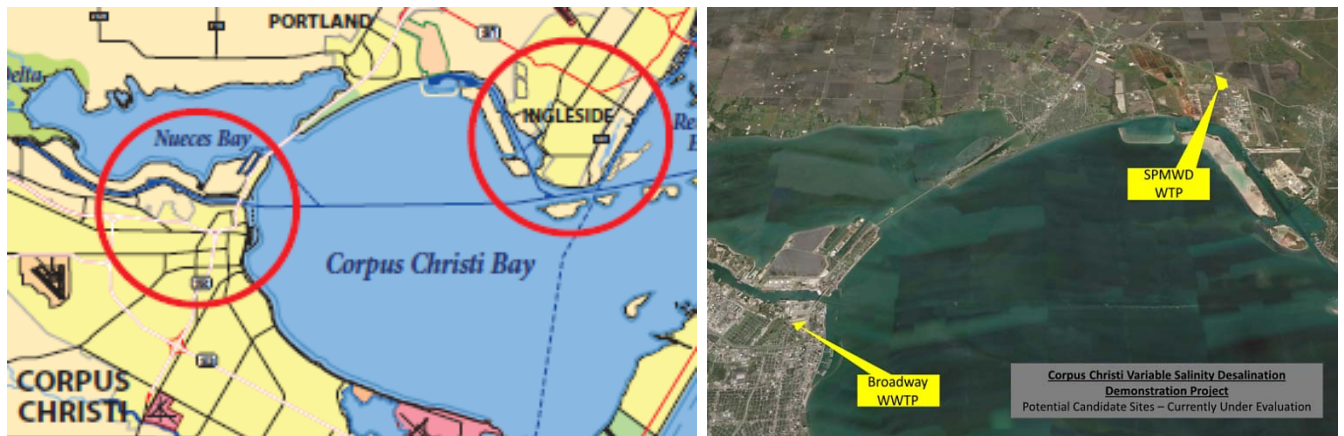 PORTLAND
Delta
Nueces Bay
INGLESIDE
Corpus Christi Bay
CORPUS
CHRISTI
SPMWD
WTP
Broadway
WWTP
Corpus Christi Variable Salinity Desalination
Demonstration Project
Potential Candidate Sites – Currently Under Evaluation